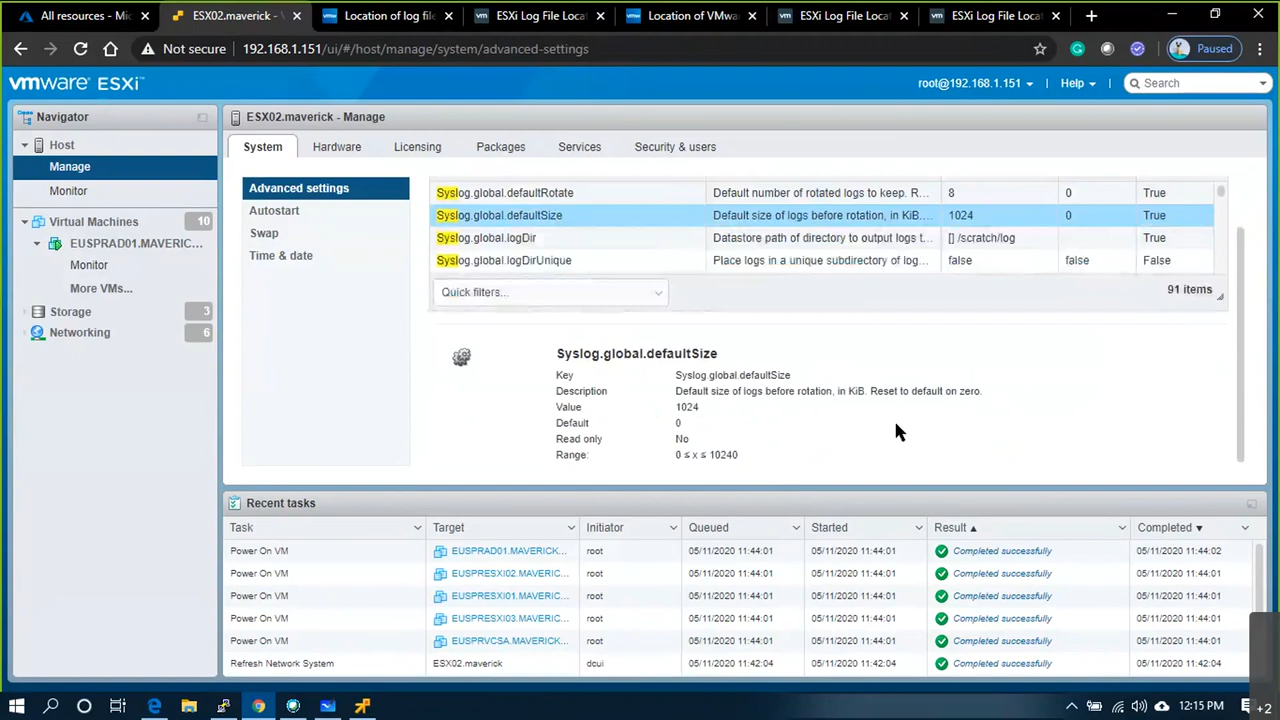 All resources - Mic
ESX02.maverick - V
Location of log file
ESXi Log File Locat
Location of VMwar
ESXi Log File Locat
ESXi Log File Locat
Not secure
192.168.1.151/ui/#/host/manage/system/advanced-settings
Paused
vmware ESXi
root@192.168.1.151
Help
Search
Navigator
ESX02.maverick - Manage
Host
Manage
Monitor
Virtual Machines 10
EUSPRAD01.MAVERIC...
Monitor
More VMs...
Storage 3
Networking 6
System Hardware Licensing Packages Services Security & users
Advanced settings
Autostart
Swap
Time & date
Syslog.global.defaultRotate Default number of rotated logs to keep. R... 8 0 True
Syslog.global.defaultSize Default size of logs before rotation, in KiB.... 1024 0 True
Syslog.global.logDir Datastore path of directory to output logs t... [] /scratch/log True
Syslog.global.logDirUnique Place logs in a unique subdirectory of log... false false False
Quick filters...
91 items
Syslog.global.defaultSize
Key Syslog.global.defaultSize
Description Default size of logs before rotation, in KiB. Reset to default on zero.
Value 1024
Default 0
Read only No
Range: 0 ≤ x ≤ 10240
Recent tasks
Task Target Initiator Queued Started Result Completed
Power On VM EUSPRAD01.MAVERICK... root 05/11/2020 11:44:01 05/11/2020 11:44:01 Completed successfully 05/11/2020 11:44:02
Power On VM EUSPRESXI02.MAVERIC... root 05/11/2020 11:44:01 05/11/2020 11:44:01 Completed successfully 05/11/2020 11:44:01
Power On VM EUSPRESXI01.MAVERIC... root 05/11/2020 11:44:01 05/11/2020 11:44:01 Completed successfully 05/11/2020 11:44:01
Power On VM EUSPRESXI03.MAVERIC... root 05/11/2020 11:44:01 05/11/2020 11:44:01 Completed successfully 05/11/2020 11:44:01
Power On VM EUSPRVCSA.MAVERICK... root 05/11/2020 11:44:01 05/11/2020 11:44:01 Completed successfully 05/11/2020 11:44:01
Refresh Network System ESX02.maverick dcui 05/11/2020 11:42:04 05/11/2020 11:42:04 Completed successfully 05/11/2020 11:42:04
12:15 PM
+2